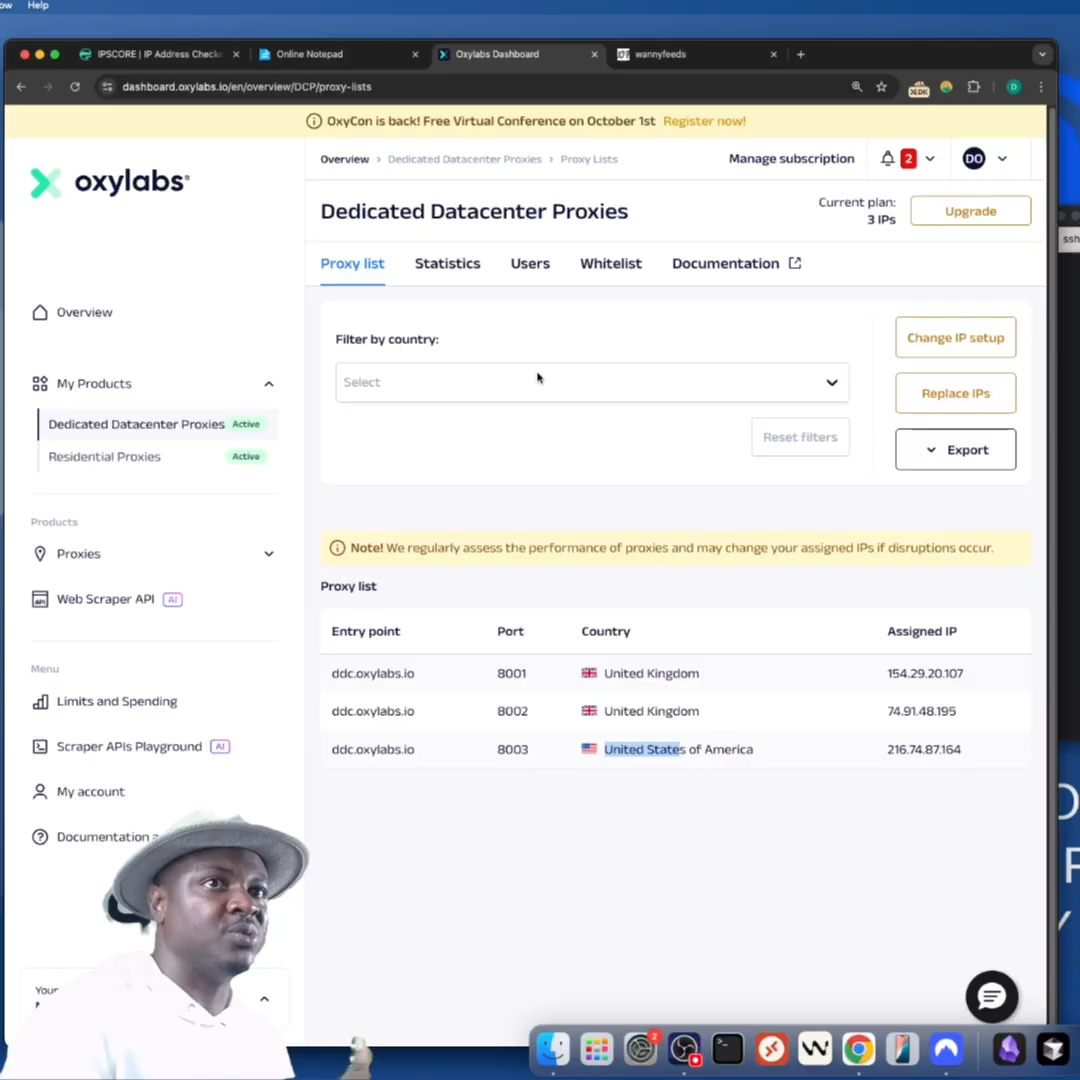 ow Help
IPSCORE | IP Address Check
Online Notepad
Oxylabs Dashboard
wannyfeeds
dashboard.oxylabs.io/en/overview/DCP/proxy-lists
OxyCon is back! Free Virtual Conference on October 1st Register now!
oxylabs®
Overview > Dedicated Datacenter Proxies > Proxy Lists
Manage subscription
2
DO
Dedicated Datacenter Proxies
Current plan:
3 IPs
Upgrade
ssh
Proxy list Statistics Users Whitelist Documentation
Overview
My Products
Dedicated Datacenter Proxies Active
Residential Proxies Active
Products
Proxies
Web Scraper API AI
Menu
Limits and Spending
Scraper APIs Playground AI
My account
Documentation
Your
Filter by country:
Select
Reset filters
Change IP setup
Replace IPs
Export
Note! We regularly assess the performance of proxies and may change your assigned IPs if disruptions occur.
Proxy list
Entry point Port Country Assigned IP
ddc.oxylabs.io 8001 United Kingdom 154.29.20.107
ddc.oxylabs.io 8002 United Kingdom 74.91.48.195
ddc.oxylabs.io 8003 United States of America 216.74.87.164
2